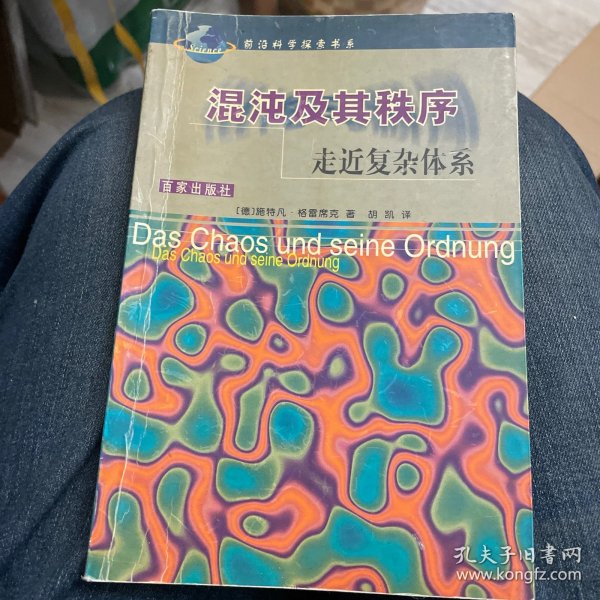 Science
前沿科学探索书系
混沌及其秩序
走近复杂体系
百家出版社
[德]施特凡·格雷席克 著 胡凯 译
Das Chaos und seine Ordnung
Das Chaos und seine Ordnung
孔夫子旧书网
www.kongfz.com